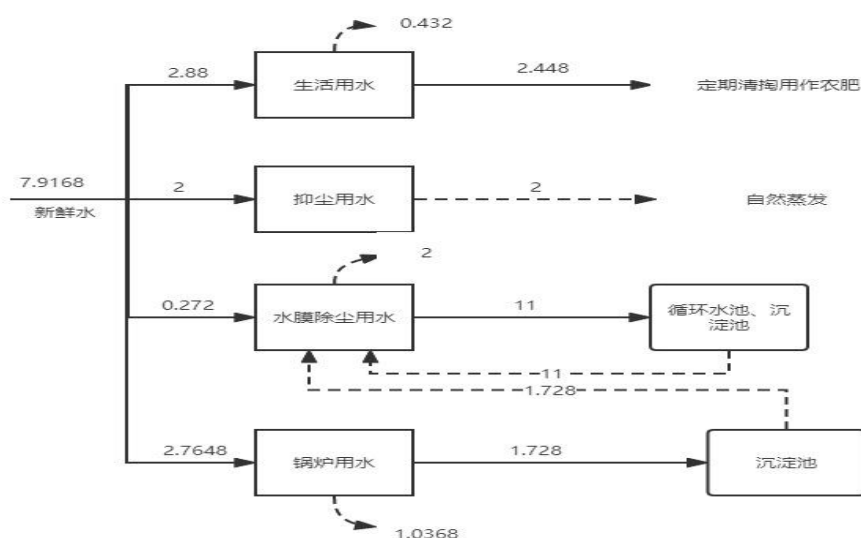 0.432
2.88
生活用水
2.448
定期清掏用作农肥
7.9168
新鲜水
2
抑尘用水
2
自然蒸发
2
0.272
水膜除尘用水
11
循环水池、沉
淀池
11
1.728
2.7648
锅炉用水
1.728
沉淀池
1.0368